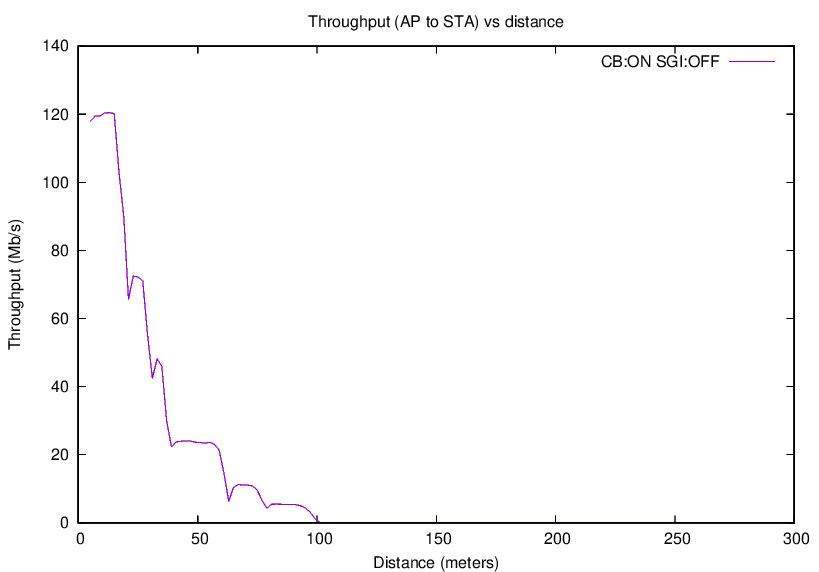 Throughput (AP to STA) vs distance
CB:ON SGI:OFF
140
120
100
80
60
40
20
0
Throughput (Mb/s)
0 50 100 150 200 250 300
Distance (meters)